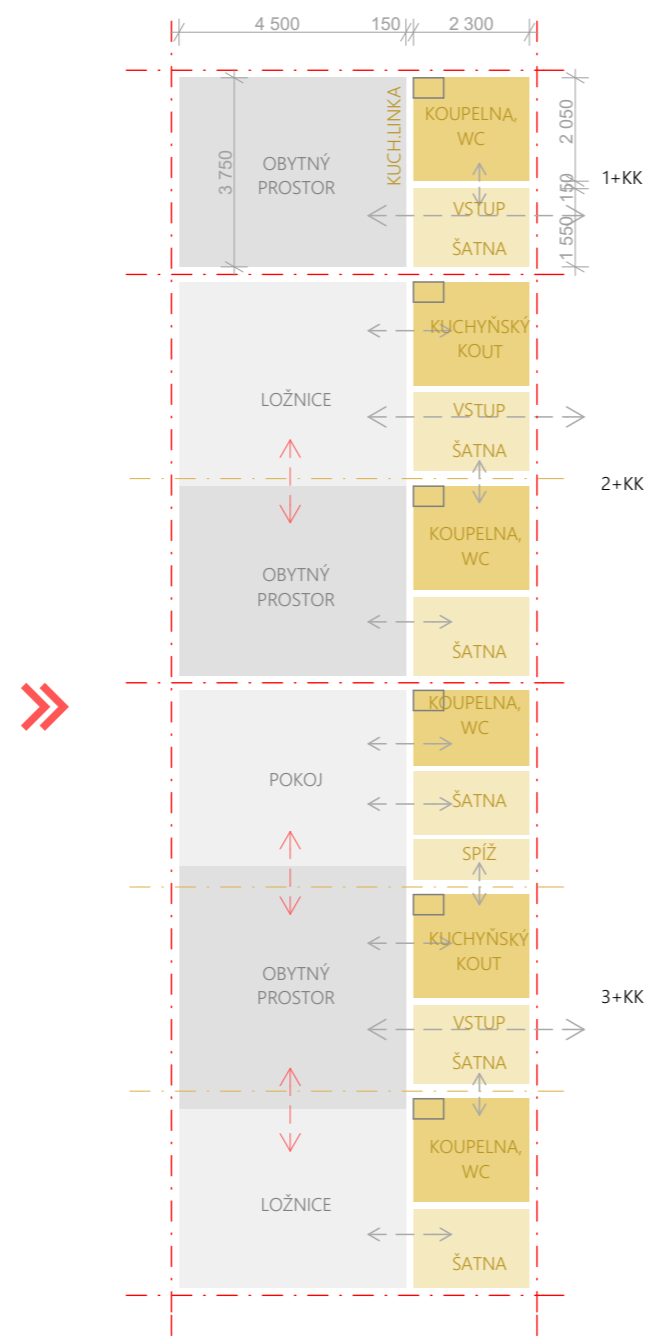 4 500
150
2 300
3 750
OBYTNÝ
PROSTOR
KUCH.LINKA
KOUPELNA,
WC
2 050
150
1 550
1+KK
VSTUP
ŠATNA
KUCHYŇSKÝ
KOUT
LOŽNICE
VSTUP
ŠATNA
2+KK
KOUPELNA,
WC
OBYTNÝ
PROSTOR
ŠATNA
KOUPELNA,
WC
POKOJ
ŠATNA
SPÍŽ
KUCHYŇSKÝ
KOUT
OBYTNÝ
PROSTOR
3+KK
VSTUP
ŠATNA
KOUPELNA,
WC
LOŽNICE
ŠATNA